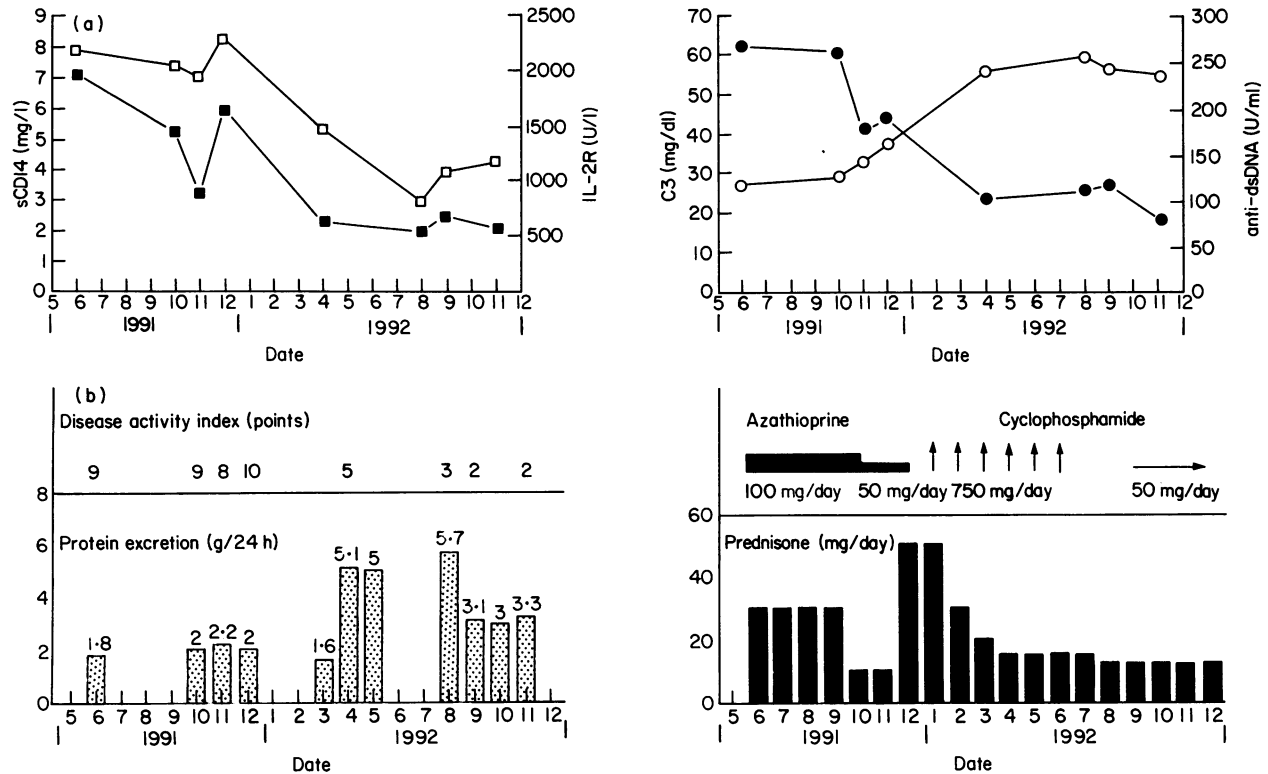 (a)
9
8
7
6
5
4
3
2
1
0
sCD14 (mg/l)
2500
2000
1500
1000
500
IL-2R (U/l)
5 6 7 8 9 10 11 12 1 2 3 4 5 6 7 8 9 10 11 12
1991 1992
Date
70
60
50
40
30
20
10
0
C3 (mg/dl)
300
250
200
150
100
50
0
anti-dsDNA (U/ml)
5 6 7 8 9 10 11 12 1 2 3 4 5 6 7 8 9 10 11 12
1991 1992
Date
(b)
Disease activity index (points)
9 9 8 10 5 3 2 2
8
6
4
2
0
Protein excretion (g/24 h)
1·8 2 2·2 2 1·6 5·1 5 5·7 3·1 3 3·3
5 6 7 8 9 10 11 12 1 2 3 4 5 6 7 8 9 10 11 12
1991 1992
Date
Azathioprine Cyclophosphamide
100 mg/day 50 mg/day 750 mg/day 50 mg/day
60
40
20
0
Prednisone (mg/day)
5 6 7 8 9 10 11 12 1 2 3 4 5 6 7 8 9 10 11 12
1991 1992
Date